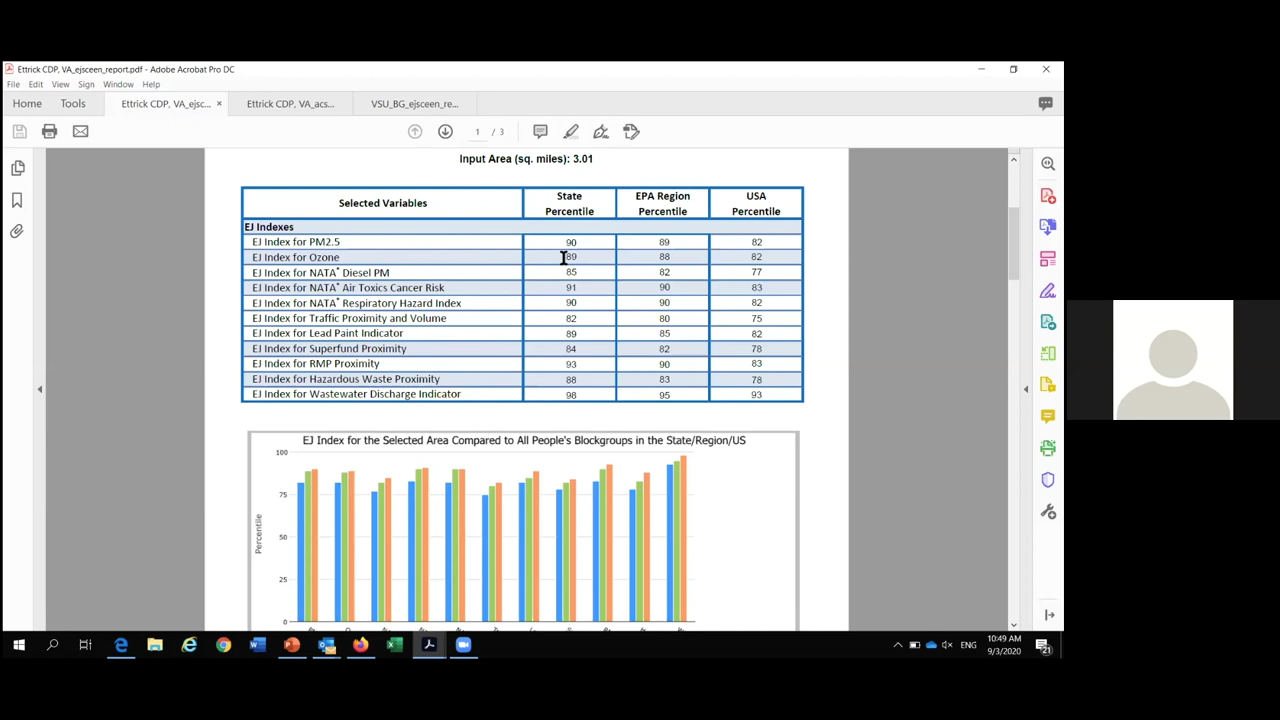 Ettrick CDP, VA_ejsceen_report.pdf - Adobe Acrobat Pro DC
File Edit View Sign Window Help
Home Tools Ettrick CDP, VA_ejsc... × Ettrick CDP, VA_acs... VSU_BG_ejsceen_re...
1 / 3
Input Area (sq. miles): 3.01
Selected Variables State Percentile EPA Region Percentile USA Percentile
EJ Indexes
EJ Index for PM2.5 90 89 82
EJ Index for Ozone 89 88 82
EJ Index for NATA* Diesel PM 85 82 77
EJ Index for NATA* Air Toxics Cancer Risk 91 90 83
EJ Index for NATA* Respiratory Hazard Index 90 90 82
EJ Index for Traffic Proximity and Volume 82 80 75
EJ Index for Lead Paint Indicator 89 85 82
EJ Index for Superfund Proximity 84 82 78
EJ Index for RMP Proximity 93 90 83
EJ Index for Hazardous Waste Proximity 88 83 78
EJ Index for Wastewater Discharge Indicator 98 95 93
EJ Index for the Selected Area Compared to All People's Blockgroups in the State/Region/US
100
75
50
25
0
Percentile
ENG
10:49 AM
9/3/2020
21